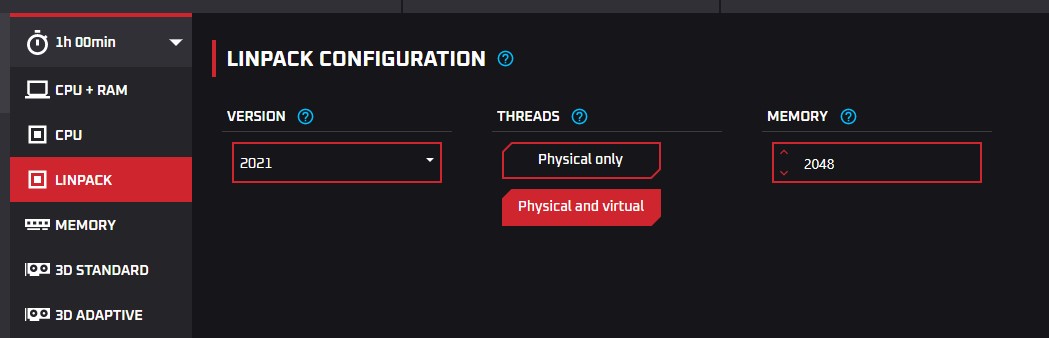 1h 00min
CPU + RAM
CPU
LINPACK
MEMORY
3D STANDARD
3D ADAPTIVE
LINPACK CONFIGURATION ?
VERSION ?
2021
THREADS ?
Physical only
Physical and virtual
MEMORY ?
2048